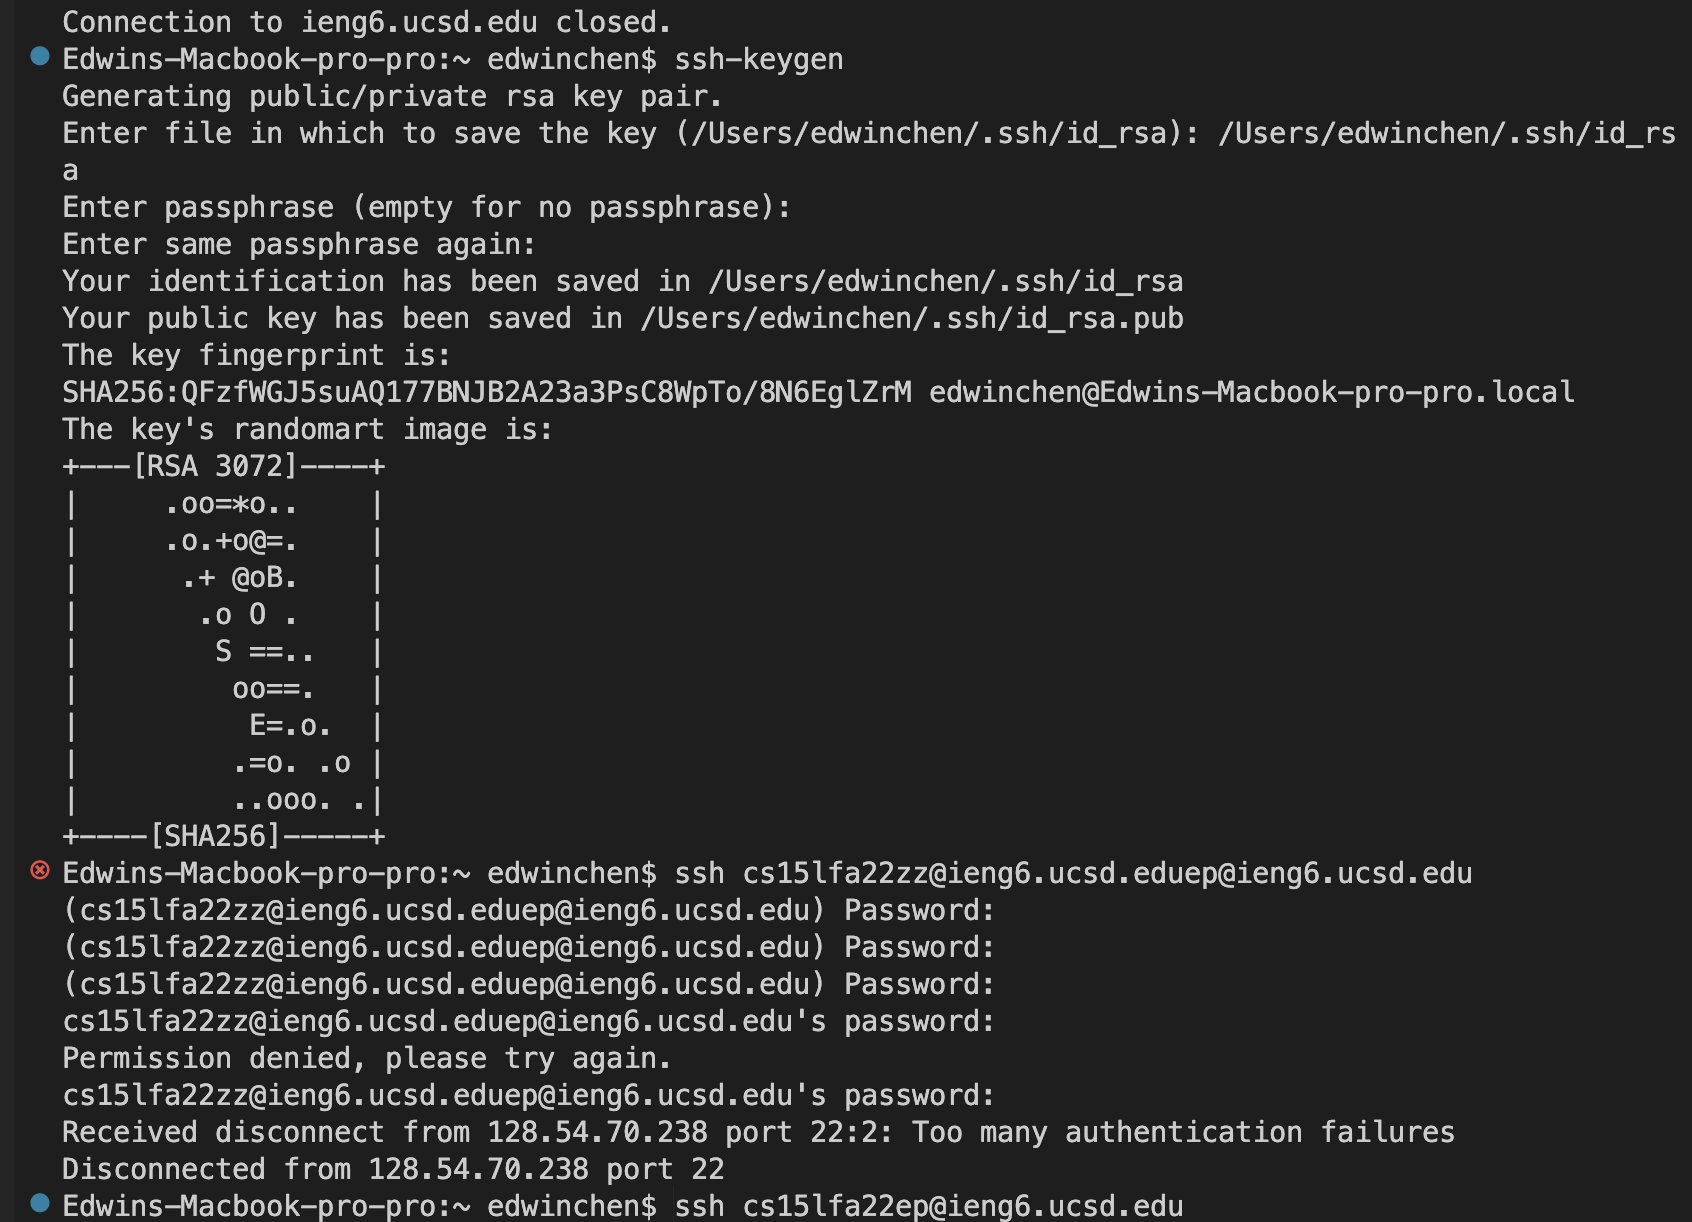 Connection to ieng6.ucsd.edu closed.
Edwins-Macbook-pro-pro:~ edwinchen$ ssh-keygen
Generating public/private rsa key pair.
Enter file in which to save the key (/Users/edwinchen/.ssh/id_rsa): /Users/edwinchen/.ssh/id_rs
a
Enter passphrase (empty for no passphrase):
Enter same passphrase again:
Your identification has been saved in /Users/edwinchen/.ssh/id_rsa
Your public key has been saved in /Users/edwinchen/.ssh/id_rsa.pub
The key fingerprint is:
SHA256:QFzfWGJ5suAQ177BNJB2A23a3PsC8WpTo/8N6EglZrM edwinchen@Edwins-Macbook-pro-pro.local
The key's randomart image is:
+---[RSA 3072]----+
|     .oo=*o..    |
|     .o.+o@=.    |
|      .+ @oB.    |
|       .o O .    |
|        S ==..   |
|         oo==.   |
|          E=.o.  |
|         .=o. .o |
|         ..ooo. .|
+----[SHA256]-----+
Edwins-Macbook-pro-pro:~ edwinchen$ ssh cs15lfa22zz@ieng6.ucsd.eduep@ieng6.ucsd.edu
(cs15lfa22zz@ieng6.ucsd.eduep@ieng6.ucsd.edu) Password:
(cs15lfa22zz@ieng6.ucsd.eduep@ieng6.ucsd.edu) Password:
(cs15lfa22zz@ieng6.ucsd.eduep@ieng6.ucsd.edu) Password:
cs15lfa22zz@ieng6.ucsd.eduep@ieng6.ucsd.edu's password:
Permission denied, please try again.
cs15lfa22zz@ieng6.ucsd.eduep@ieng6.ucsd.edu's password:
Received disconnect from 128.54.70.238 port 22:2: Too many authentication failures
Disconnected from 128.54.70.238 port 22
Edwins-Macbook-pro-pro:~ edwinchen$ ssh cs15lfa22ep@ieng6.ucsd.edu